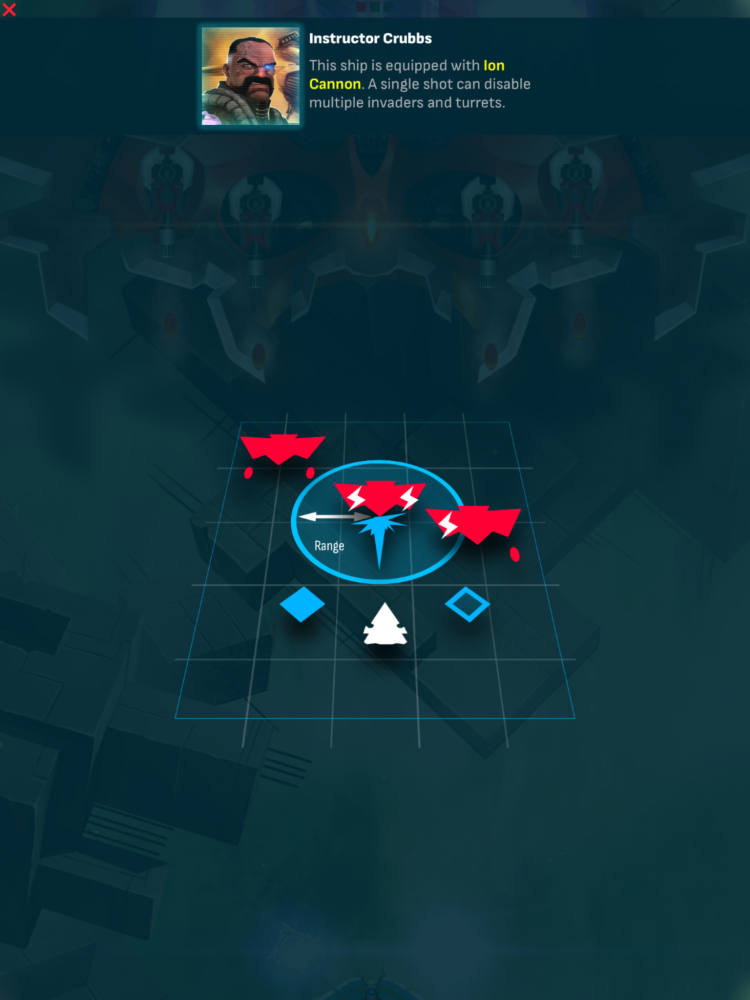 Instructor Crubbs
This ship is equipped with Ion
Cannon. A single shot can disable
multiple invaders and turrets.
Range